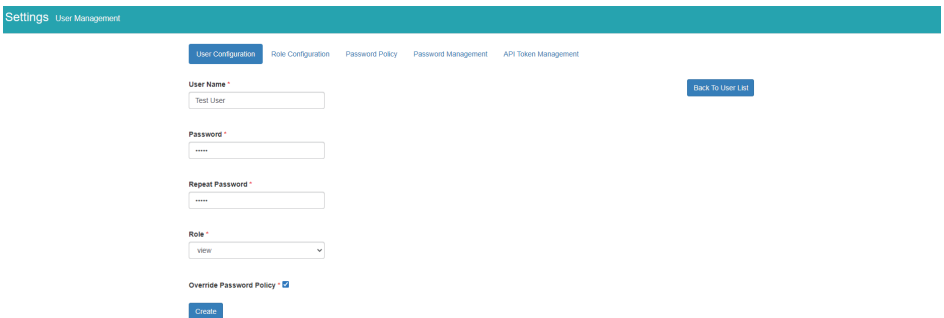 Settings User Management
User Configuration Role Configuration Password Policy Password Management API Token Management
User Name *
Back To User List
Test User
Password *
•••••
Repeat Password *
•••••
Role *
view
Override Password Policy *
Create